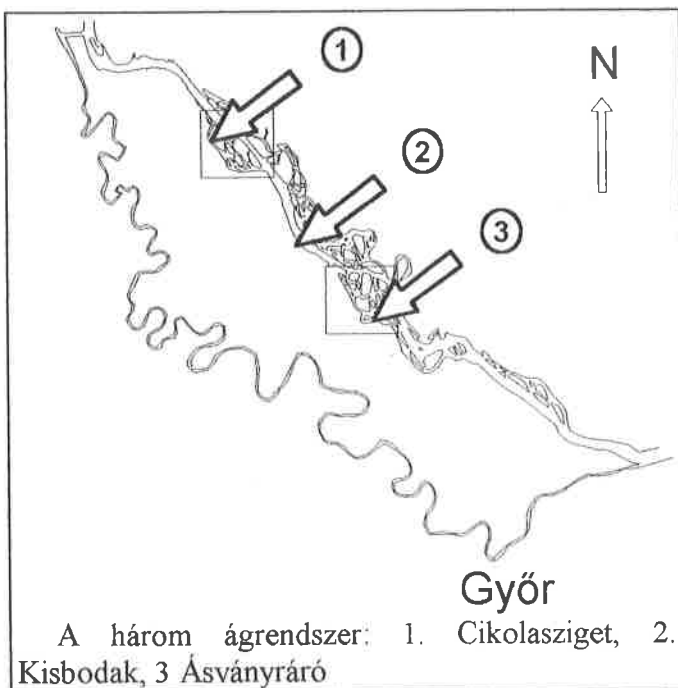 1
N
2
3
Győr
A három ágrendszer: 1. Cikolasziget, 2.
Kisbodak, 3 Ásványráró